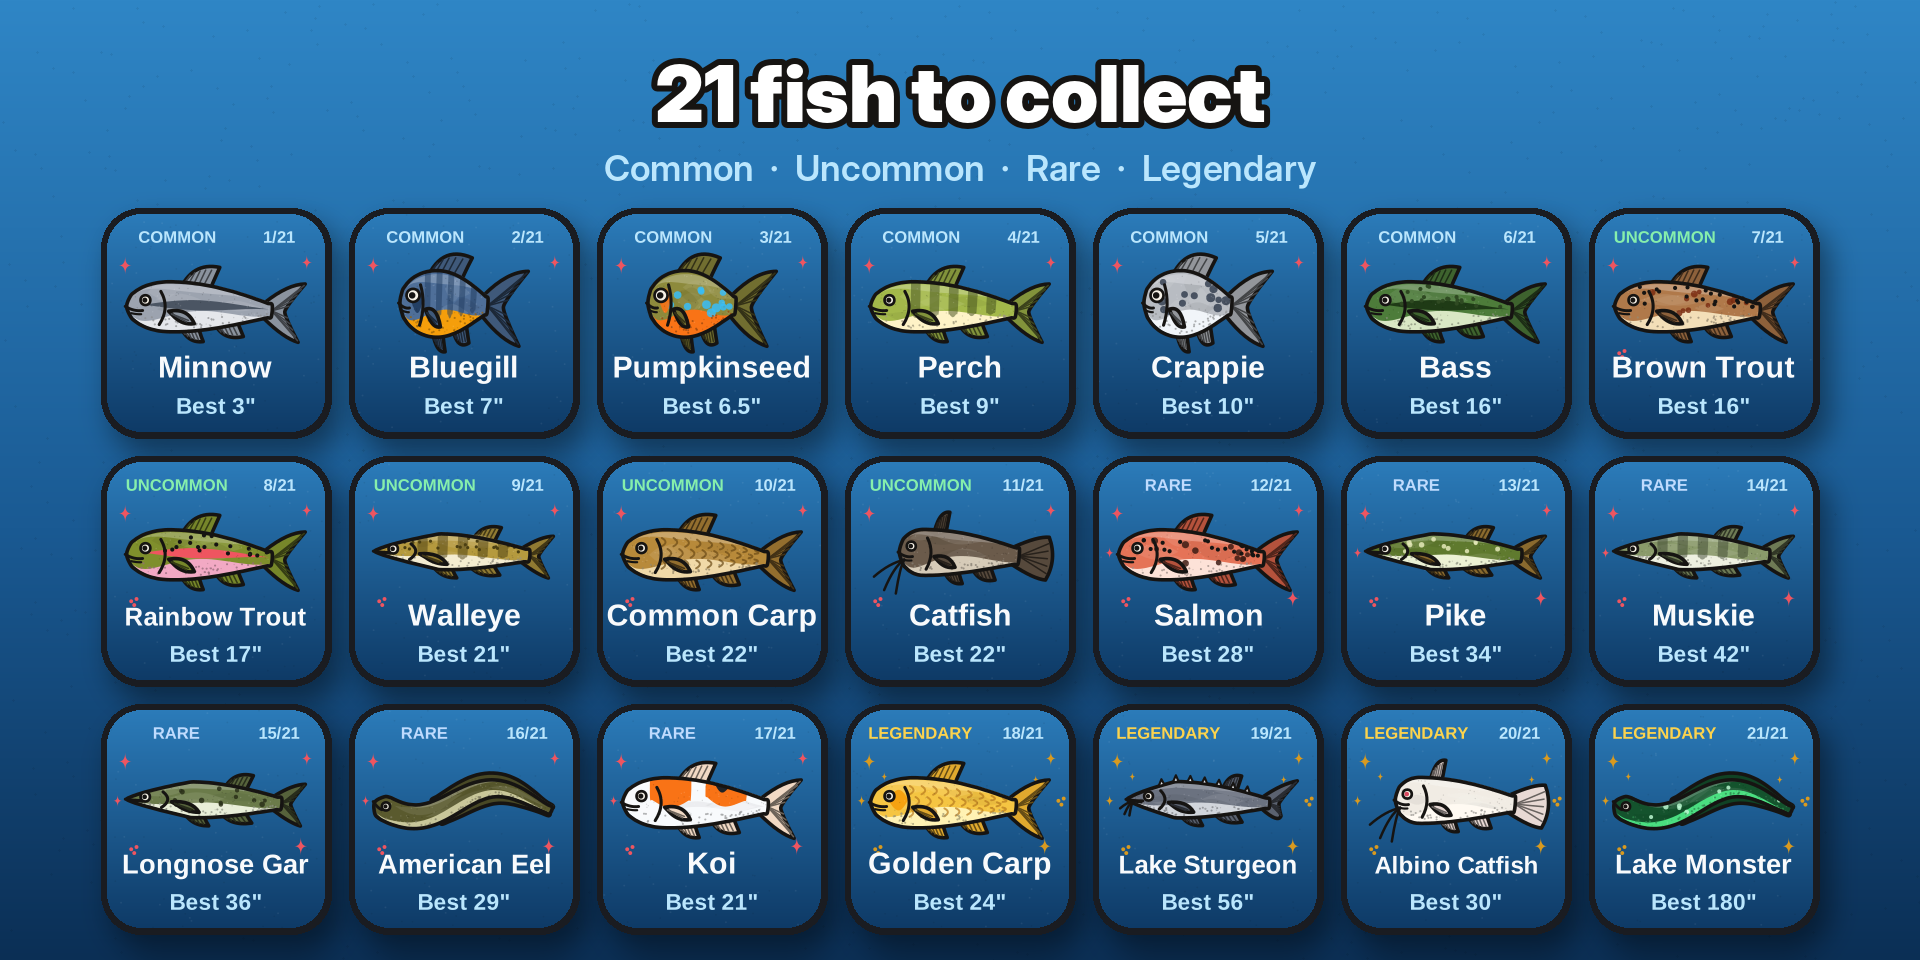 21 fish to collect
Common · Uncommon · Rare · Legendary
COMMON 1/21
Minnow
Best 3"
COMMON 2/21
Bluegill
Best 7"
COMMON 3/21
Pumpkinseed
Best 6.5"
COMMON 4/21
Perch
Best 9"
COMMON 5/21
Crappie
Best 10"
COMMON 6/21
Bass
Best 16"
UNCOMMON 7/21
Brown Trout
Best 16"
UNCOMMON 8/21
Rainbow Trout
Best 17"
UNCOMMON 9/21
Walleye
Best 21"
UNCOMMON 10/21
Common Carp
Best 22"
UNCOMMON 11/21
Catfish
Best 22"
RARE 12/21
Salmon
Best 28"
RARE 13/21
Pike
Best 34"
RARE 14/21
Muskie
Best 42"
RARE 15/21
Longnose Gar
Best 36"
RARE 16/21
American Eel
Best 29"
RARE 17/21
Koi
Best 21"
LEGENDARY 18/21
Golden Carp
Best 24"
LEGENDARY 19/21
Lake Sturgeon
Best 56"
LEGENDARY 20/21
Albino Catfish
Best 30"
LEGENDARY 21/21
Lake Monster
Best 180"